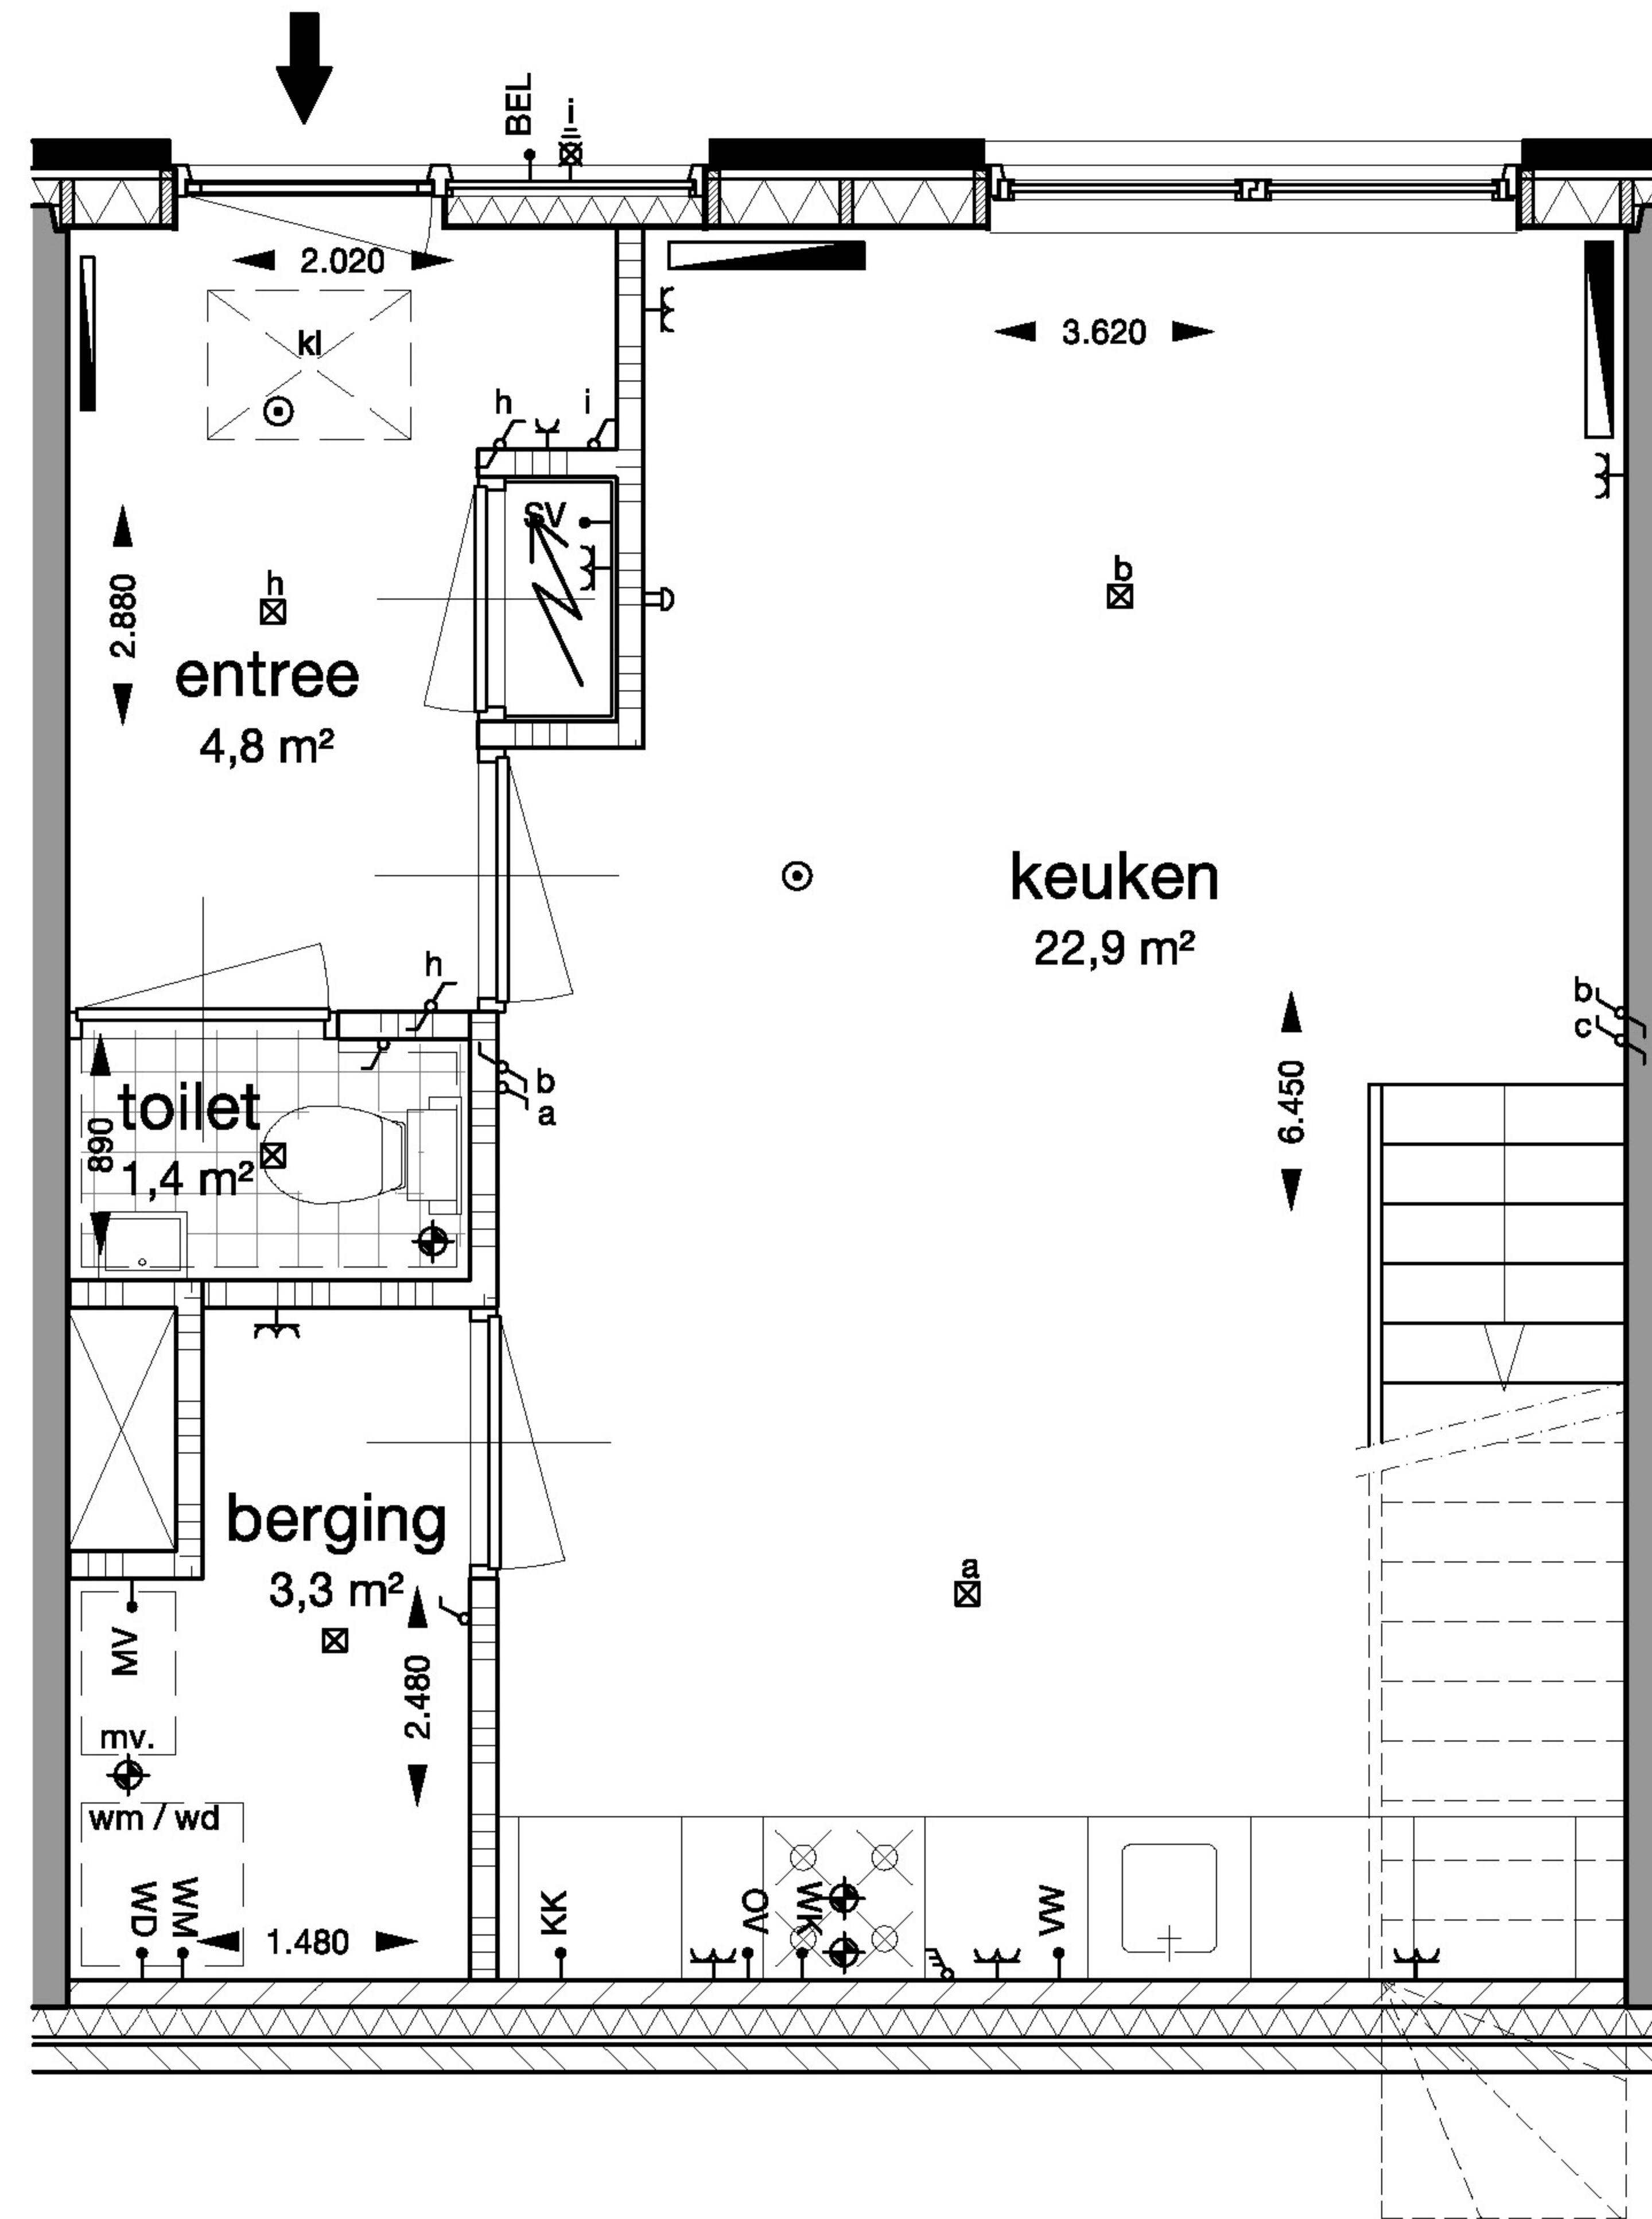 BEL
i
2.020
kl
3.620
h
i
SV
h
b
2.880
entree
4,8 m²
keuken
22,9 m²
h
b
c
b
a
6.450
toilet
890
1,4 m²
berging
3,3 m²
a
MV
2.480
mv.
wm / wd
WD
WM
1.480
KK
OV
WK
VV